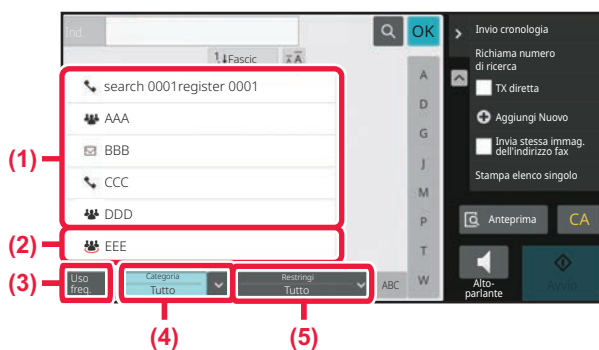 Ind.
OK
1 Fascic
search 0001register 0001
AAA
BBB
CCC
DDD
EEE
(1)
(2)
(3)
Uso
freq.
Categoria
Tutto
Restringi
Tutto
ABC
(4)
(5)
A
D
G
J
M
P
T
W
Invio cronologia
Richiama numero
di ricerca
TX diretta
Aggiungi Nuovo
Invia stessa immag.
dell'indirizzo fax
Stampa elenco singolo
Anteprima
CA
Alto-
parlante
Avvio